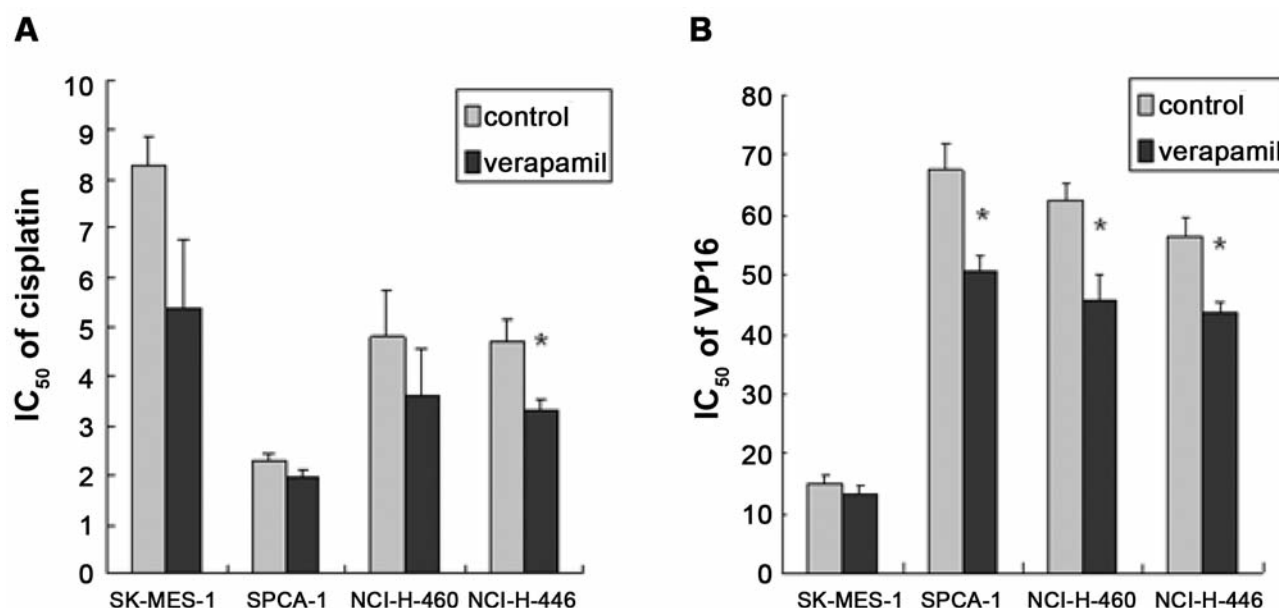 A
IC50 of cisplatin
10
9
8
7
6
5
4
3
2
1
0
control
verapamil
*
SK-MES-1 SPCA-1 NCI-H-460 NCI-H-446
B
IC50 of VP16
80
70
60
50
40
30
20
10
0
control
verapamil
* * *
SK-MES-1 SPCA-1 NCI-H-460 NCI-H-446